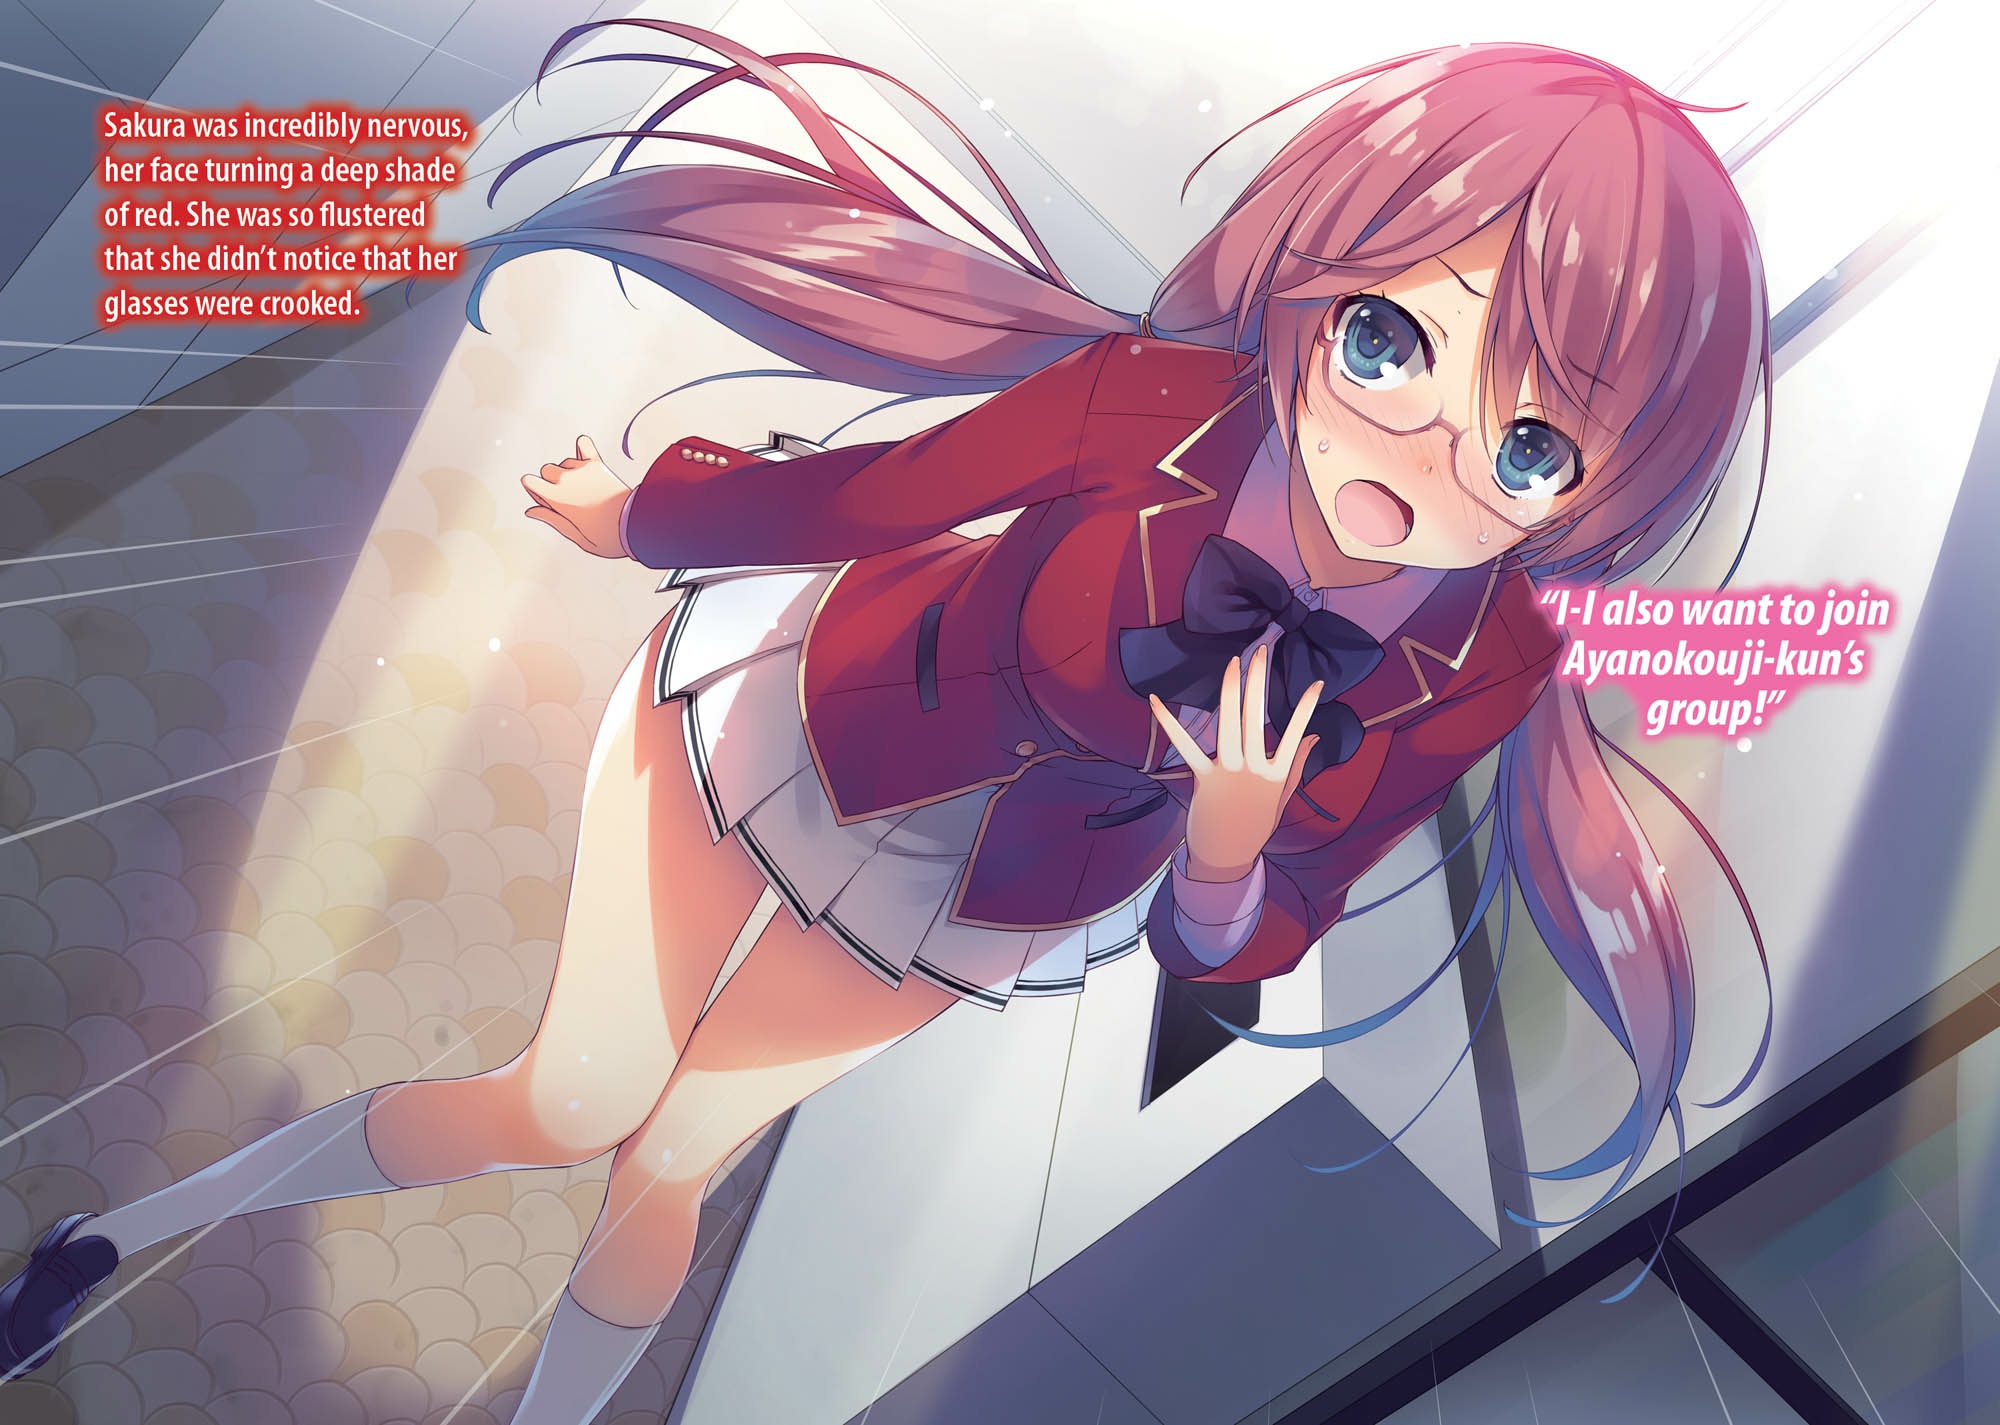 Sakura was incredibly nervous,
her face turning a deep shade
of red. She was so flustered
that she didn't notice that her
glasses were crooked.
“I-I also want to join
Ayanokouji-kun's
group!”